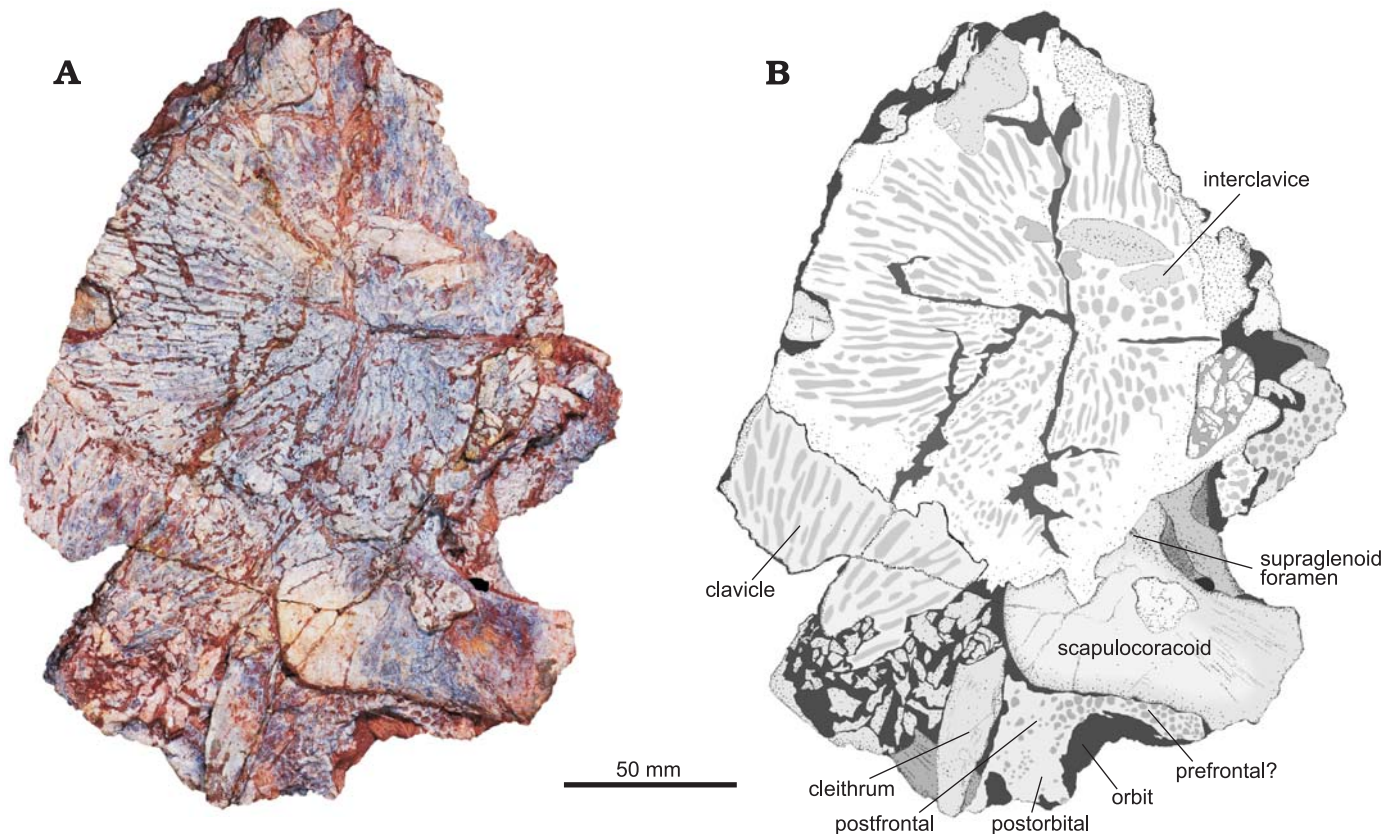 A
B
interclavice
clavicle
supraglenoid
foramen
scapulocoracoid
50 mm
cleithrum
postfrontal
postorbital
orbit
prefrontal?